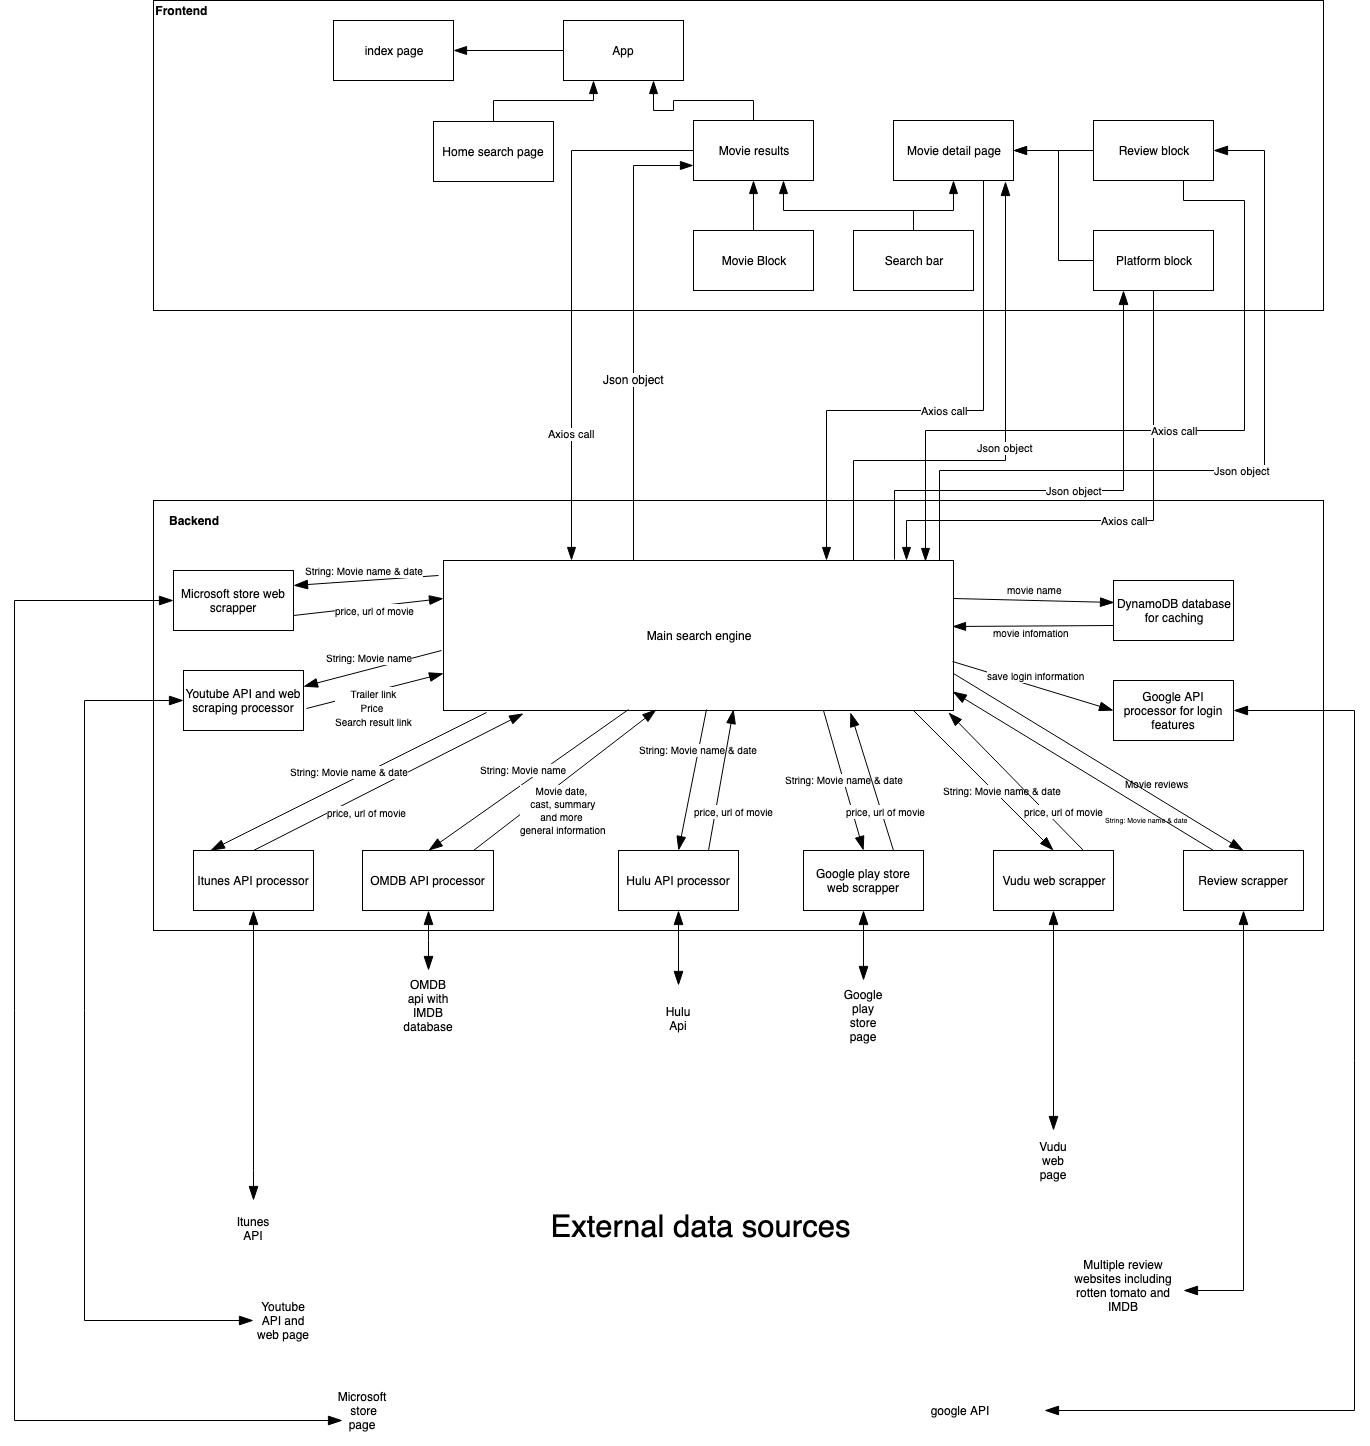 Frontend
index page
App
Home search page
Movie results
Movie detail page
Review block
Movie Block
Search bar
Platform block
Json object
Axios call
Axios call
Axios call
Json object
Json object
Json object
Axios call
Backend
String: Movie name & date
Microsoft store web
scrapper
price, url of movie
Main search engine
movie name
DynamoDB database
for caching
movie infomation
String: Movie name
Youtube API and web
scraping processor
Trailer link
Price
Search result link
save login information
Google API
processor for login
features
String: Movie name & date
price, url of movie
String: Movie name
Movie date,
cast, summary
and more
general information
String: Movie name & date
price, url of movie
String: Movie name & date
price, url of movie
String: Movie name & date
price, url of movie
Movie reviews
String: Movie name & date
Itunes API processor
OMDB API processor
Hulu API processor
Google play store
web scrapper
Vudu web scrapper
Review scrapper
OMDB
api with
IMDB
database
Hulu
Api
Google
play
store
page
Vudu
web
page
Itunes
API
External data sources
Multiple review
websites including
rotten tomato and
IMDB
Youtube
API and
web page
Microsoft
store
page
google API